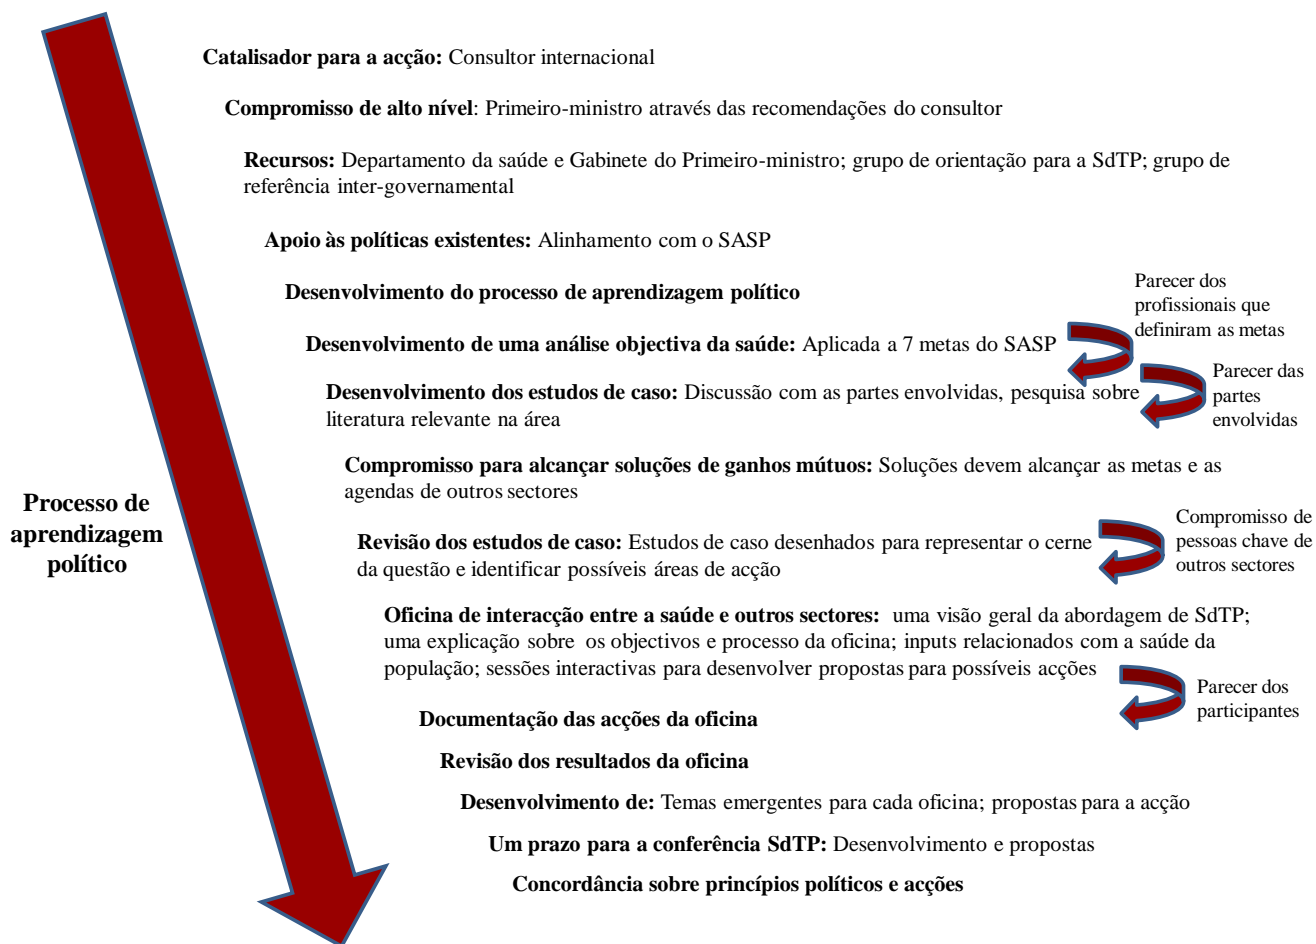 Catalisador para a acção: Consultor internacional
Compromisso de alto nível: Primeiro-ministro através das recomendações do consultor
Recursos: Departamento da saúde e Gabinete do Primeiro-ministro; grupo de orientação para a SdTP; grupo de
referência inter-governamental
Apoio às políticas existentes: Alinhamento com o SASP
Desenvolvimento do processo de aprendizagem político
Parecer dos
profissionais que
definiram as metas
Desenvolvimento de uma análise objectiva da saúde: Aplicada a 7 metas do SASP
Desenvolvimento dos estudos de caso: Discussão com as partes envolvidas, pesquisa sobre
literatura relevante na área
Parecer das
partes
envolvidas
Compromisso para alcançar soluções de ganhos mútuos: Soluções devem alcançar as metas e as
agendas de outros sectores
Processo de
aprendizagem
político
Revisão dos estudos de caso: Estudos de caso desenhados para representar o cerne
da questão e identificar possíveis áreas de acção
Compromisso de
pessoas chave de
outros sectores
Oficina de interacção entre a saúde e outros sectores: uma visão geral da abordagem de SdTP;
uma explicação sobre os objectivos e processo da oficina; inputs relacionados com a saúde da
população; sessões interactivas para desenvolver propostas para possíveis acções
Parecer dos
participantes
Documentação das acções da oficina
Revisão dos resultados da oficina
Desenvolvimento de: Temas emergentes para cada oficina; propostas para a acção
Um prazo para a conferência SdTP: Desenvolvimento e propostas
Concordância sobre princípios políticos e acções